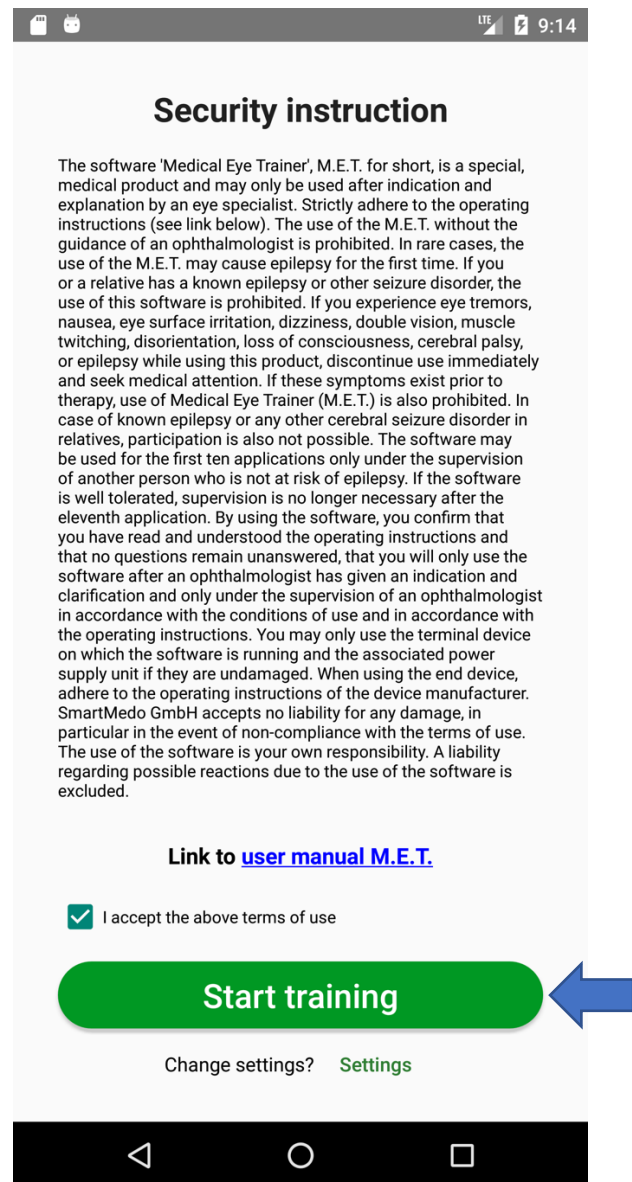 LTE 9:14
Security instruction
The software 'Medical Eye Trainer', M.E.T. for short, is a special,
medical product and may only be used after indication and
explanation by an eye specialist. Strictly adhere to the operating
instructions (see link below). The use of the M.E.T. without the
guidance of an ophthalmologist is prohibited. In rare cases, the
use of the M.E.T. may cause epilepsy for the first time. If you
or a relative has a known epilepsy or other seizure disorder, the
use of this software is prohibited. If you experience eye tremors,
nausea, eye surface irritation, dizziness, double vision, muscle
twitching, disorientation, loss of consciousness, cerebral palsy,
or epilepsy while using this product, discontinue use immediately
and seek medical attention. If these symptoms exist prior to
therapy, use of Medical Eye Trainer (M.E.T.) is also prohibited. In
case of known epilepsy or any other cerebral seizure disorder in
relatives, participation is also not possible. The software may
be used for the first ten applications only under the supervision
of another person who is not at risk of epilepsy. If the software
is well tolerated, supervision is no longer necessary after the
eleventh application. By using the software, you confirm that
you have read and understood the operating instructions and
that no questions remain unanswered, that you will only use the
software after an ophthalmologist has given an indication and
clarification and only under the supervision of an ophthalmologist
in accordance with the conditions of use and in accordance with
the operating instructions. You may only use the terminal device
on which the software is running and the associated power
supply unit if they are undamaged. When using the end device,
adhere to the operating instructions of the device manufacturer.
SmartMedo GmbH accepts no liability for any damage, in
particular in the event of non-compliance with the terms of use.
The use of the software is your own responsibility. A liability
regarding possible reactions due to the use of the software is
excluded.
Link to user manual M.E.T.
I accept the above terms of use
Start training
Change settings? Settings